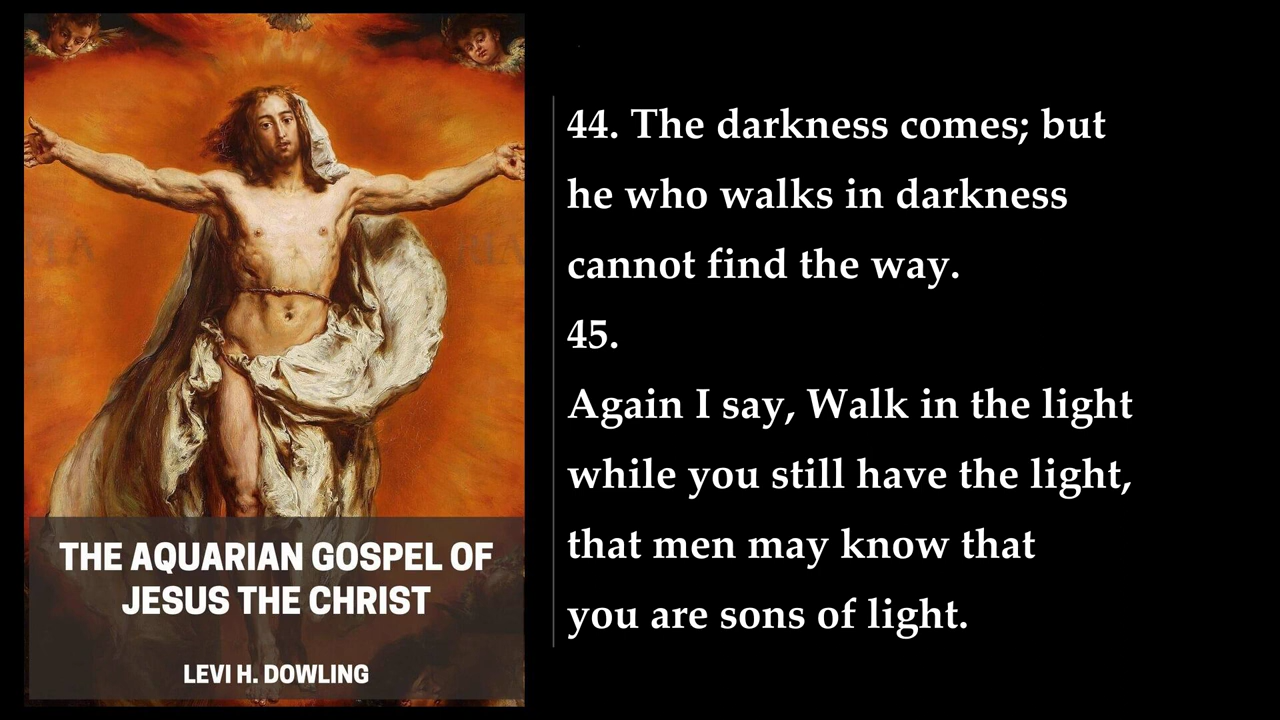 THE AQUARIAN GOSPEL OF
JESUS THE CHRIST
LEVI H. DOWLING
44. The darkness comes; but
he who walks in darkness
cannot find the way.
45.
Again I say, Walk in the light
while you still have the light,
that men may know that
you are sons of light.